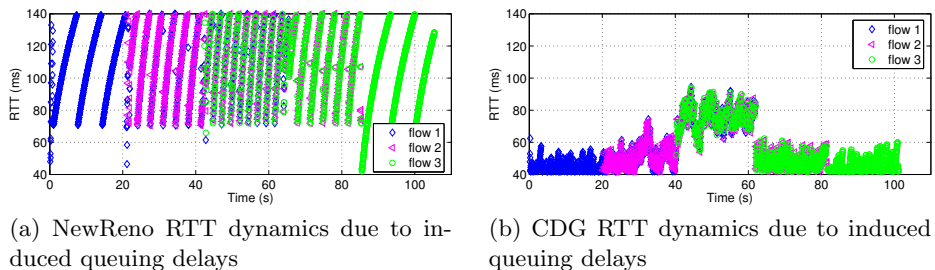 140
120
100
80
60
40
RTT (ms)
0 20 40 60 80 100
Time (s)
flow 1
flow 2
flow 3
140
120
100
80
60
40
RTT (ms)
0 20 40 60 80 100
Time (s)
flow 1
flow 2
flow 3
(a) NewReno RTT dynamics due to in-
duced queuing delays
(b) CDG RTT dynamics due to induced
queuing delays